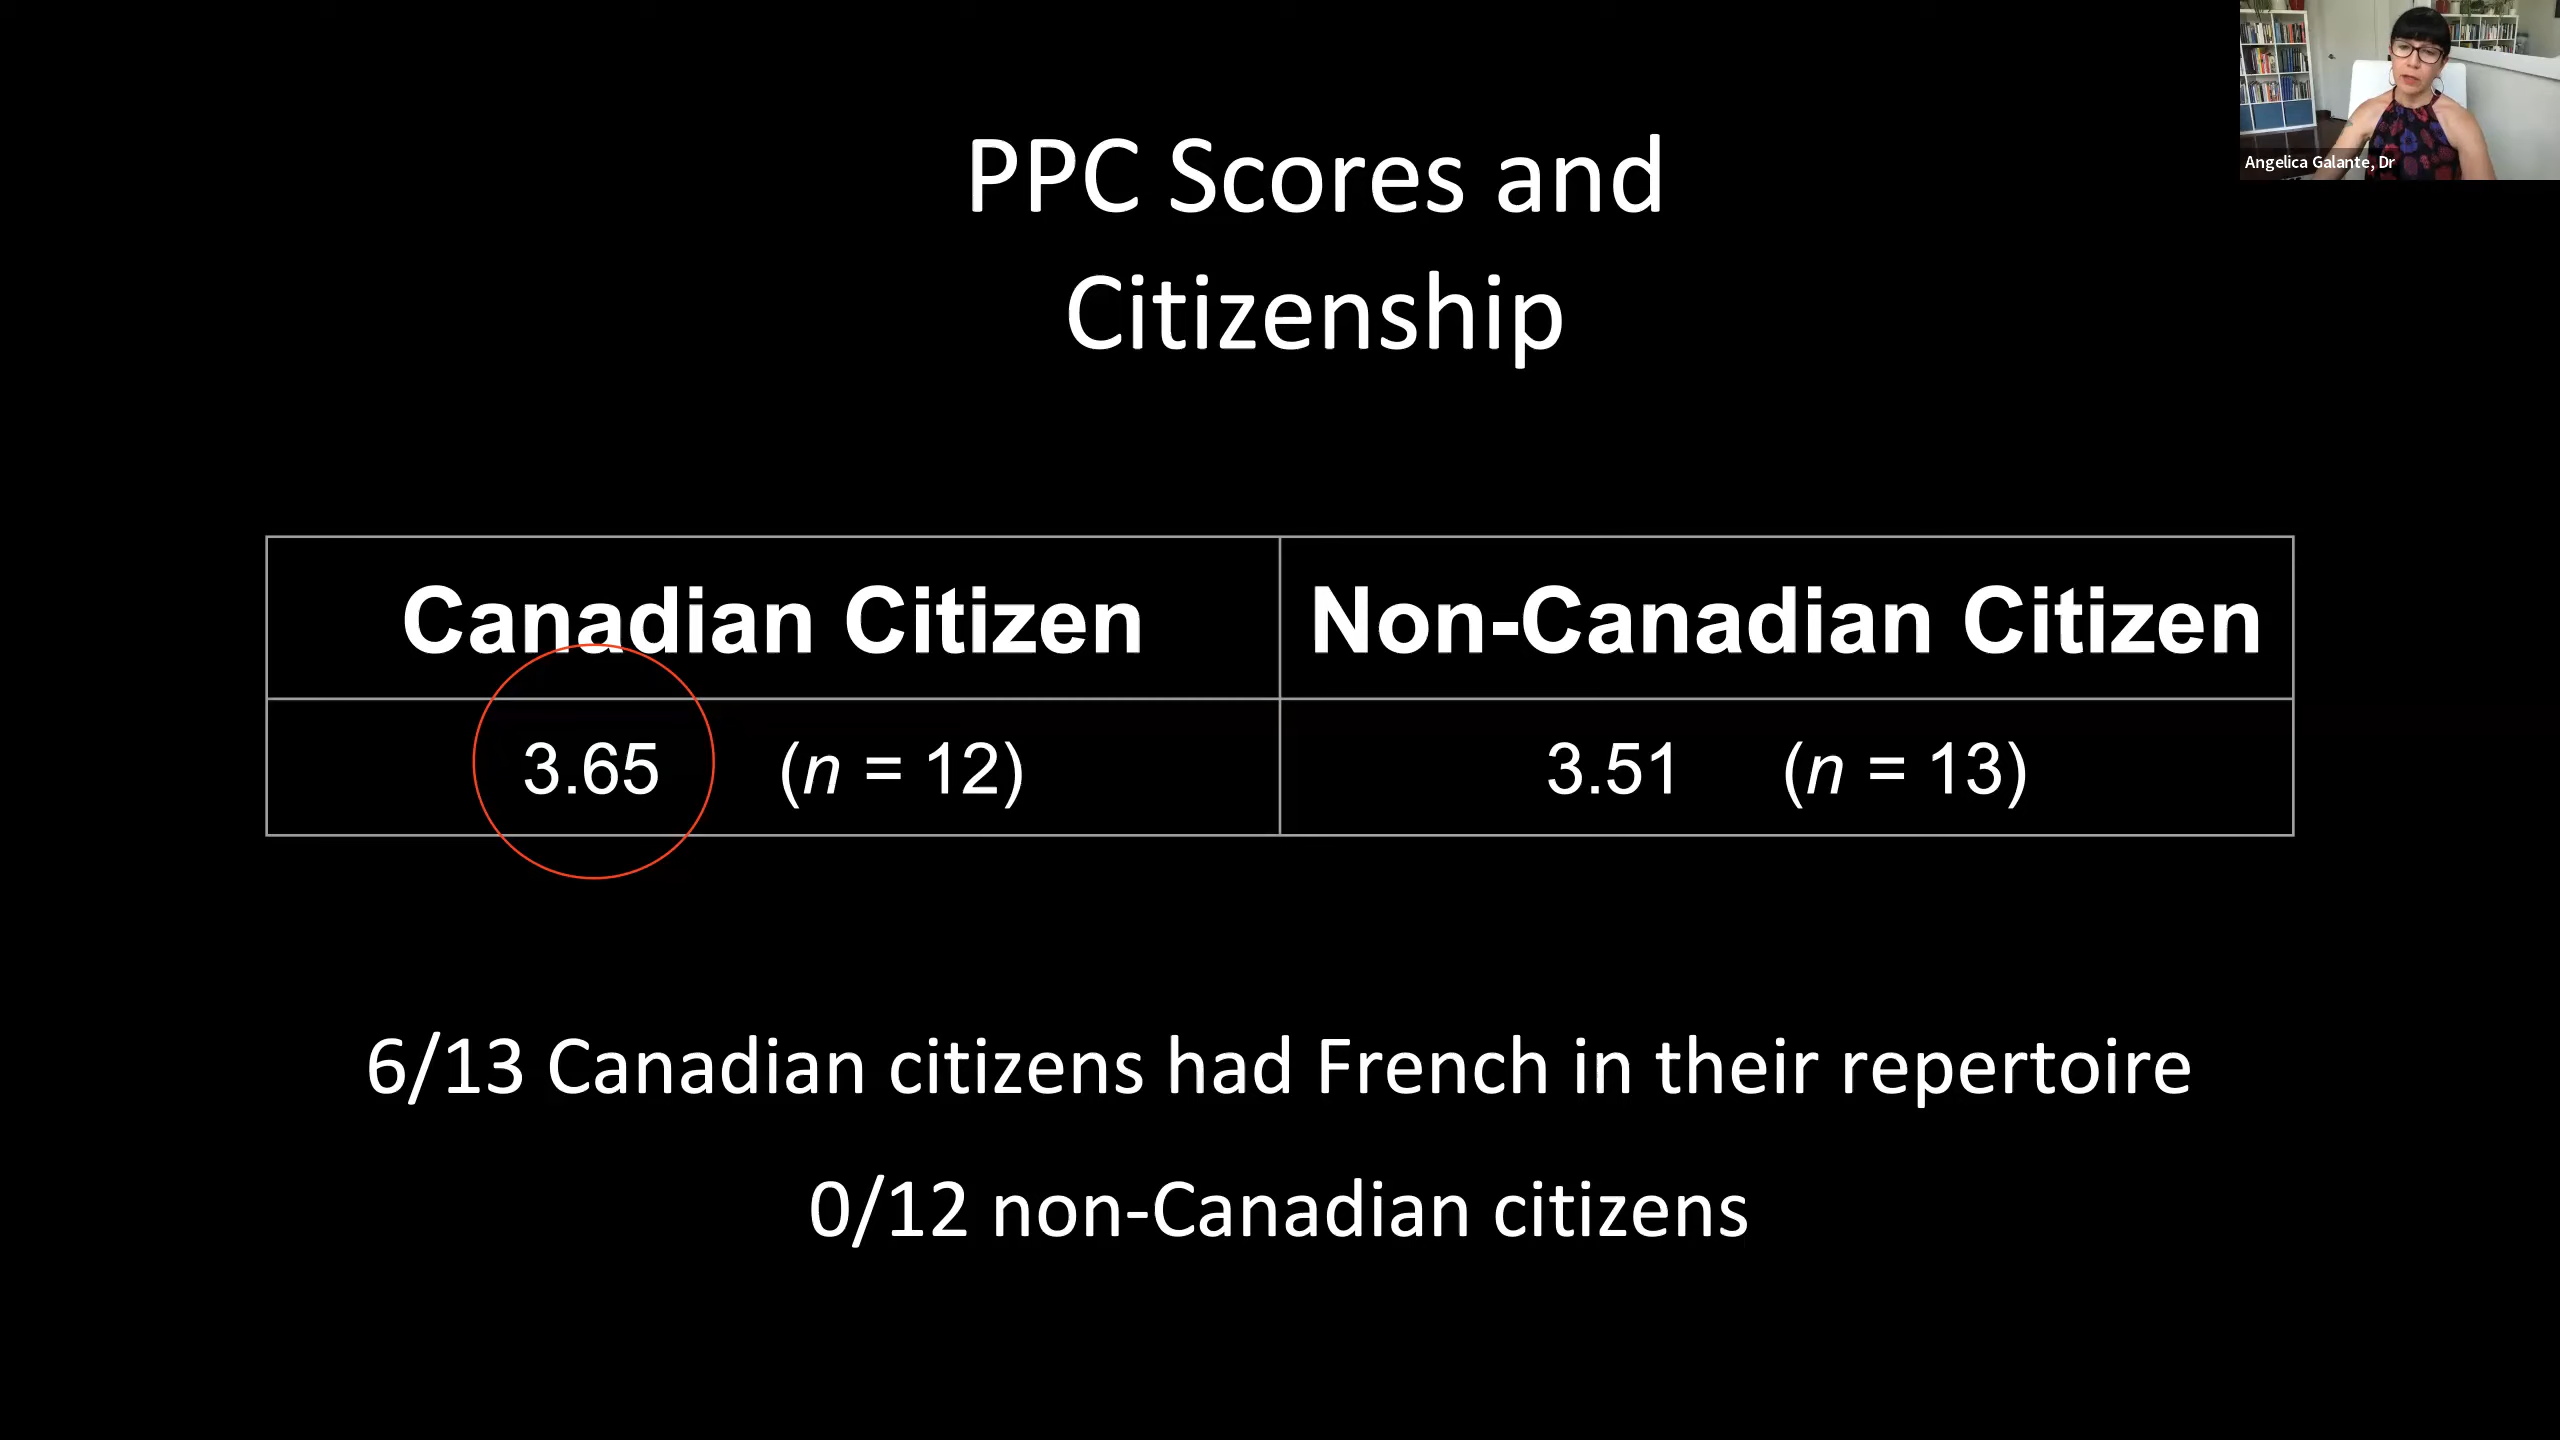 Angelica Galante, Dr
PPC Scores and
Citizenship
Canadian Citizen
Non-Canadian Citizen
3.65 (n = 12)
3.51 (n = 13)
6/13 Canadian citizens had French in their repertoire
0/12 non-Canadian citizens